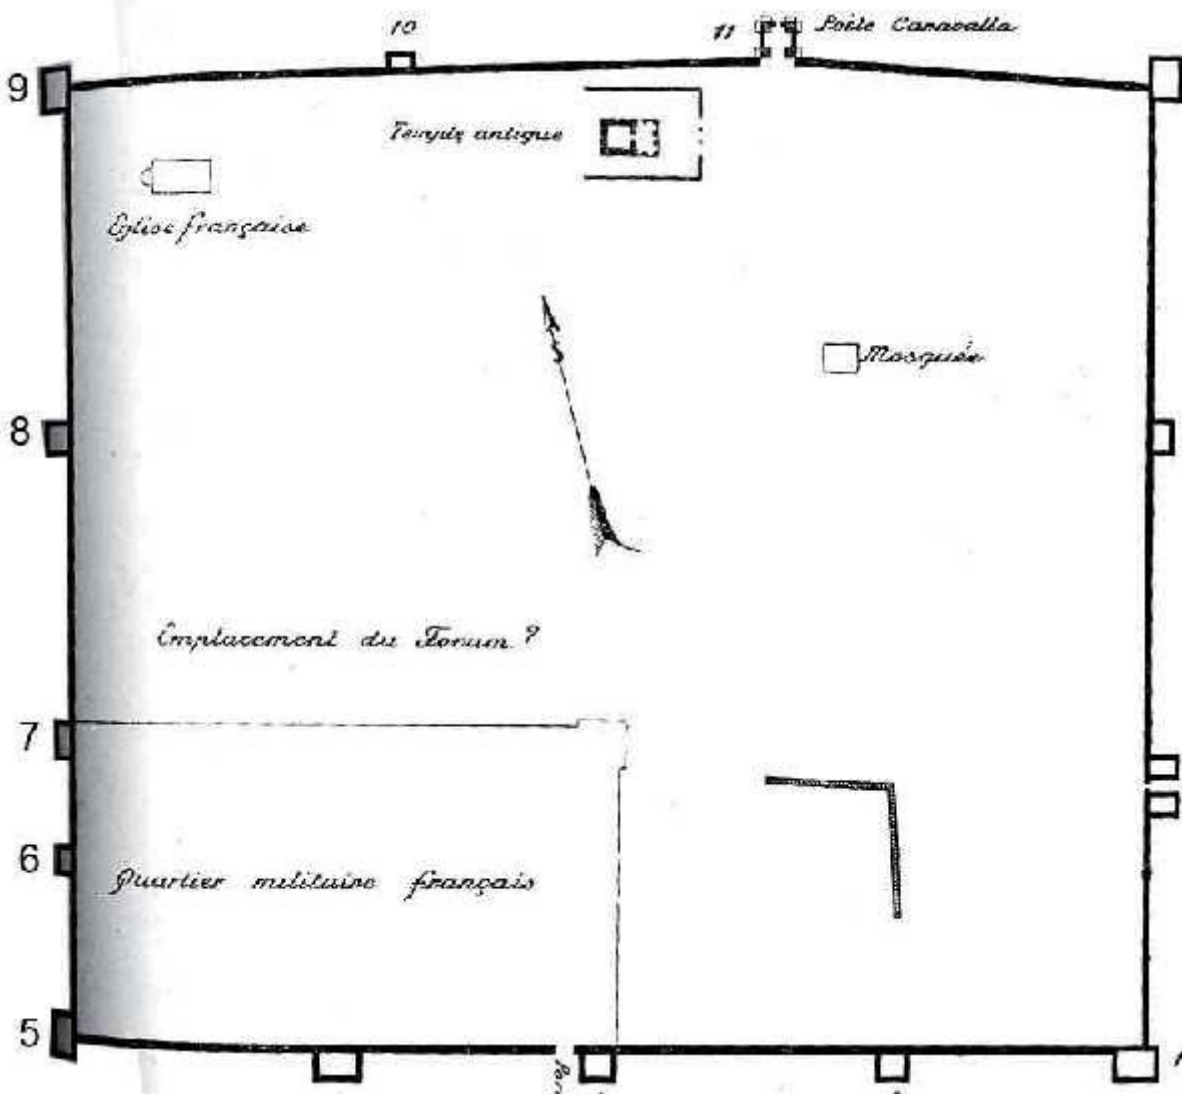 10
11 Porte Caracalla
9
Temple antique
Eglise française
Mosquée
8
Emplacement du Forum ?
7
6
Quartier militaire français
5